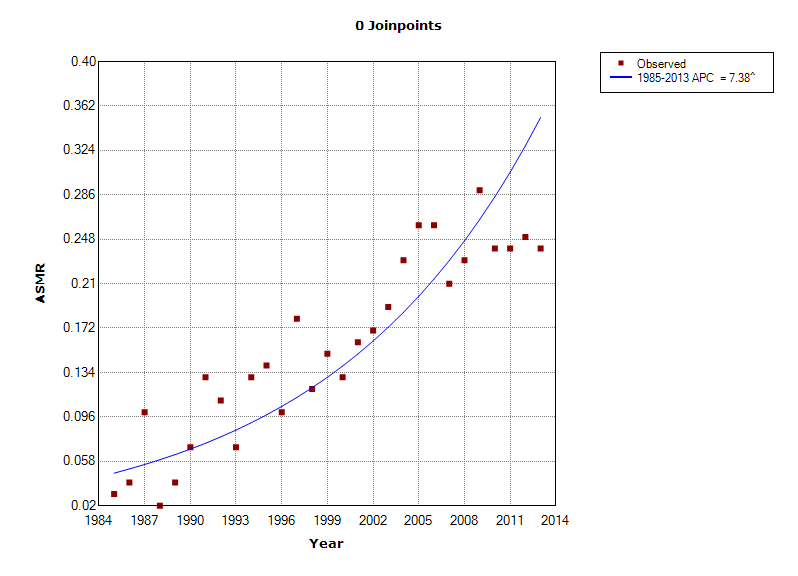 0 Joinpoints
Observed
1985-2013 APC  = 7.38^
0.40
0.362
0.324
0.286
0.248
0.21
0.172
0.134
0.096
0.058
0.02
ASMR
1984 1987 1990 1993 1996 1999 2002 2005 2008 2011 2014
Year